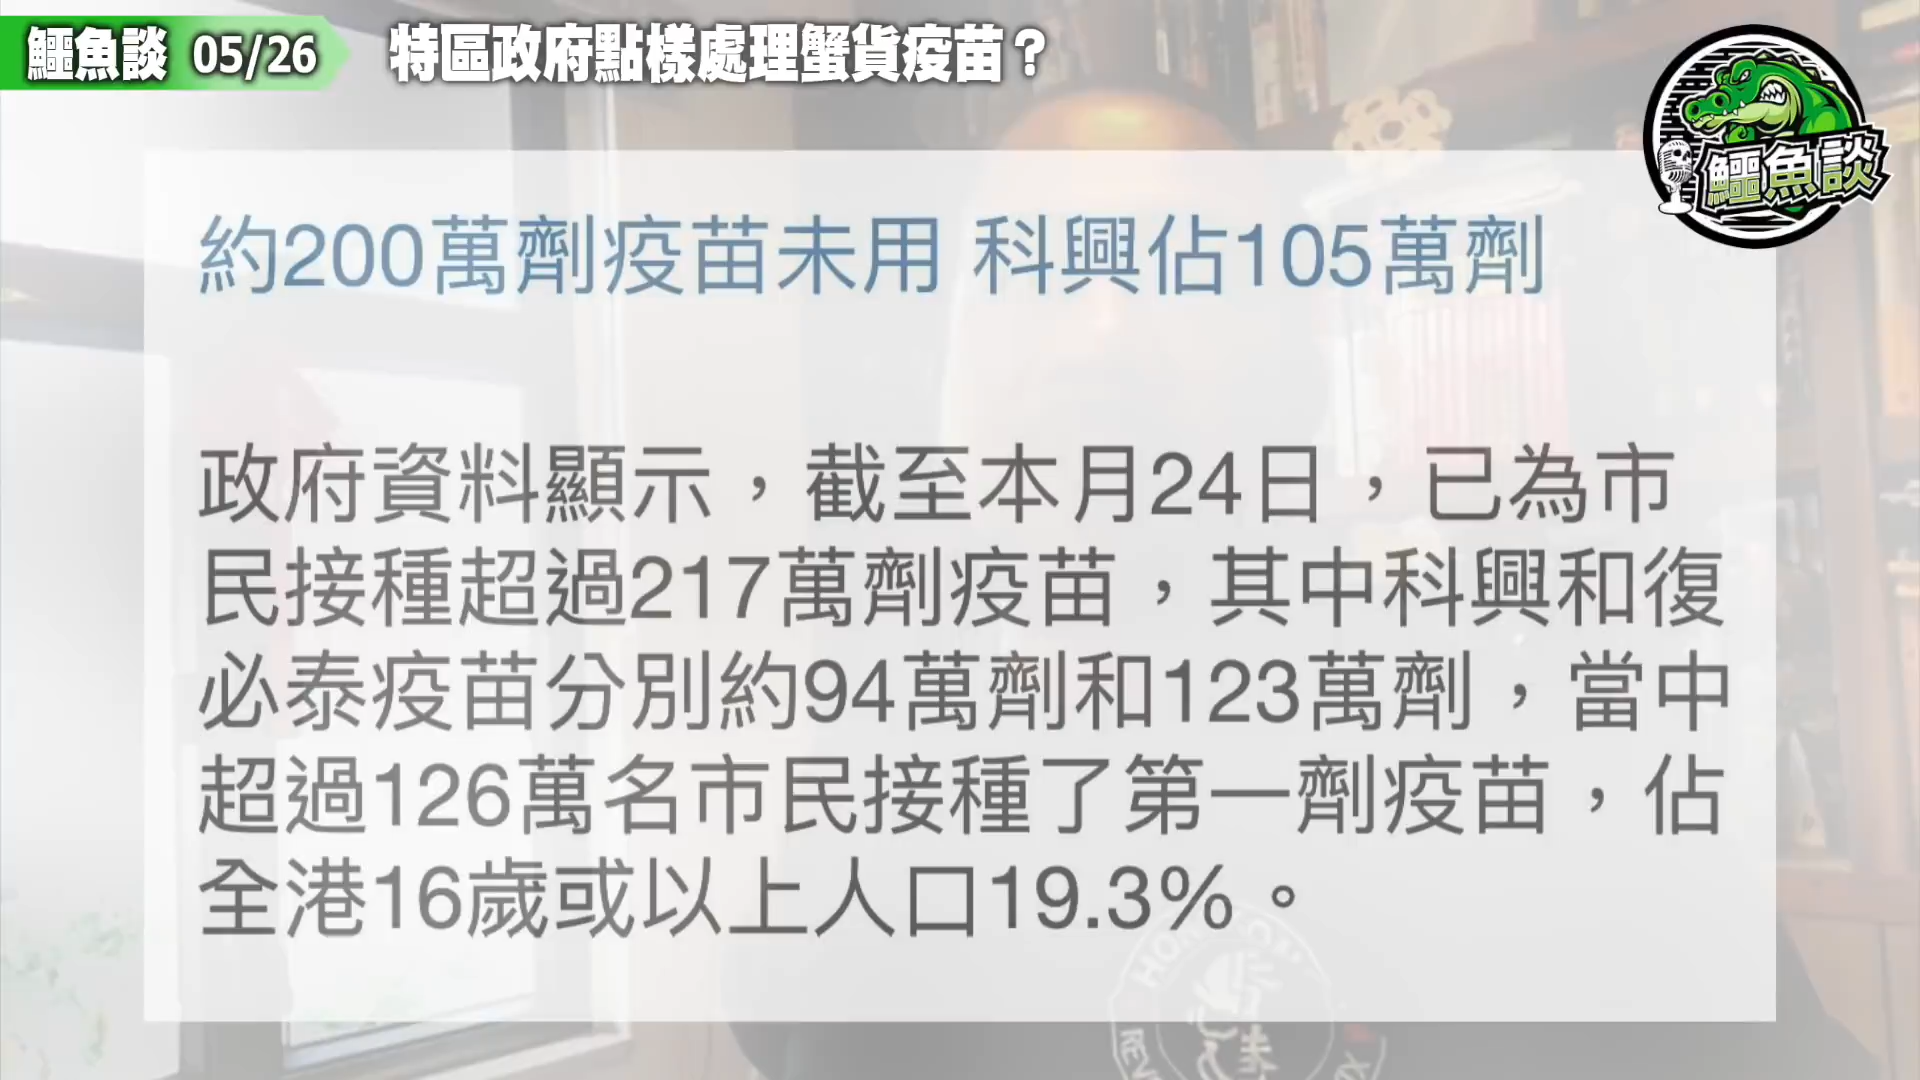 鱷魚談 05/26 特區政府點樣處理蟹貨疫苗？
鱷魚談
約200萬劑疫苗未用 科興佔105萬劑
政府資料顯示，截至本月24日，已為市
民接種超過217萬劑疫苗，其中科興和復
必泰疫苗分別約94萬劑和123萬劑，當中
超過126萬名市民接種了第一劑疫苗，佔
全港16歲或以上人口19.3%。